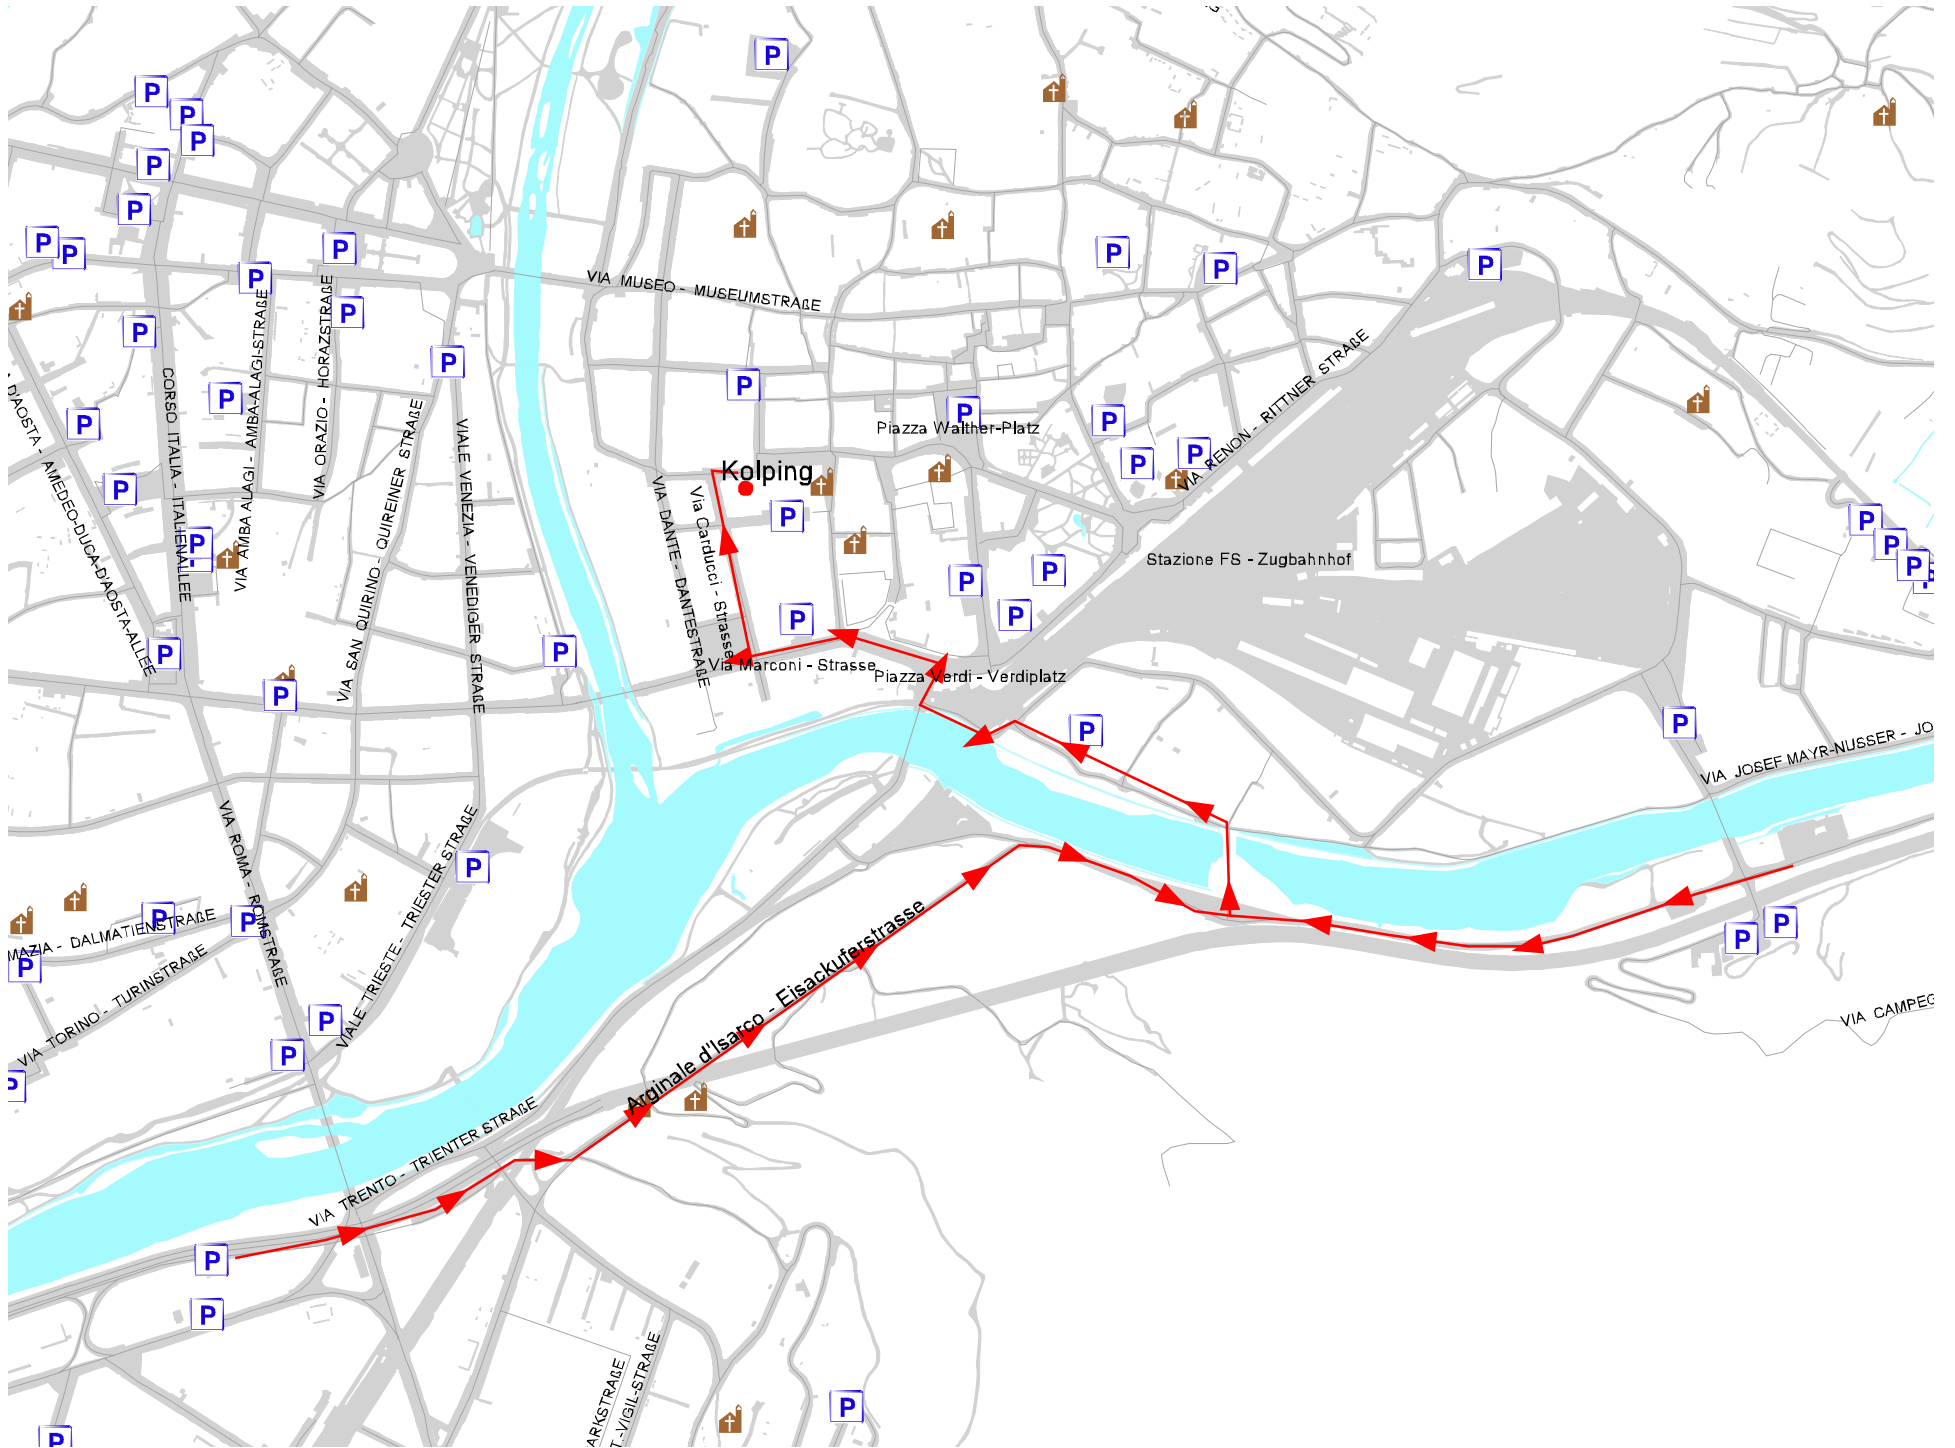 VIA MUSEO - MUSEUMSTRAßE
CORSO ITALIA - ITALIENALLEE
VIA AMBA ALAGI - AMBA-ALAGI-STRAßE
VIA ORAZIO - HORAZSTRAßE
VIA SAN QUIRINO - QUIREINER STRAßE
VIALE VENEZIA - VENEDIGER STRAßE
D'AOSTA - AMEDEO-DUCA-D'AOSTA-ALLEE
VIA RENON - RITTNER STRAßE
Piazza Walther-Platz
Kolping
VIA DANTE - DANTESTRAßE
Via Carducci - Strasse
Stazione FS - Zugbahnhof
Via Marconi - Strasse
Piazza Verdi - Verdiplatz
VIA JOSEF MAYR-NUSSER - JO
VIA ROMA - ROMSTRAßE
VIALE TRIESTE - TRIESTER STRAßE
MAZIA - DALMATIENSTRAßE
VIA TORINO - TURINSTRAßE
Arginale d'Isarco - Eisackuferstrasse
VIA TRENTO - TRIENTER STRAßE
VIA CAMPEG
ARKSTRAßE
T.-VIGIL-STRAßE